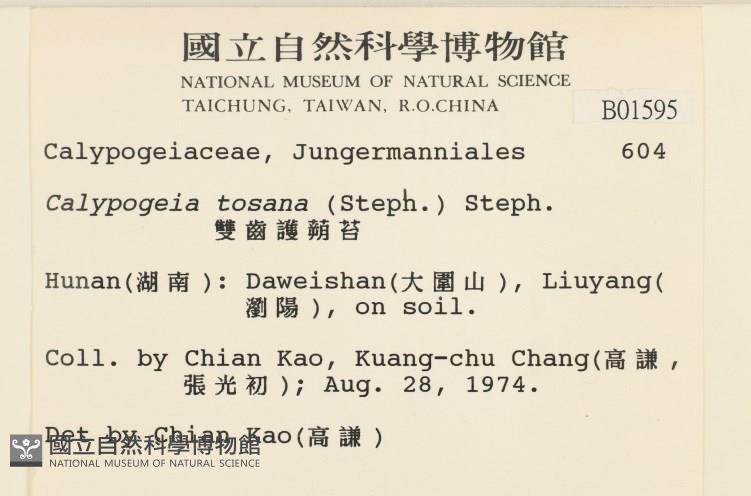 國立自然科學博物館
NATIONAL MUSEUM OF NATURAL SCIENCE
TAICHUNG, TAIWAN, R.O.CHINA
B01595
Calypogeiaceae, Jungermanniales 604
Calypogeia tosana (Steph.) Steph.
雙齒護蒴苔
Hunan(湖南): Daweishan(大圍山), Liuyang(
瀏陽), on soil.
Coll. by Chian Kao, Kuang-chu Chang(高謙,
張光初); Aug. 28, 1974.
Det by Chian Kao(高謙)
國立自然科學博物館
NATIONAL MUSEUM OF NATURAL SCIENCE